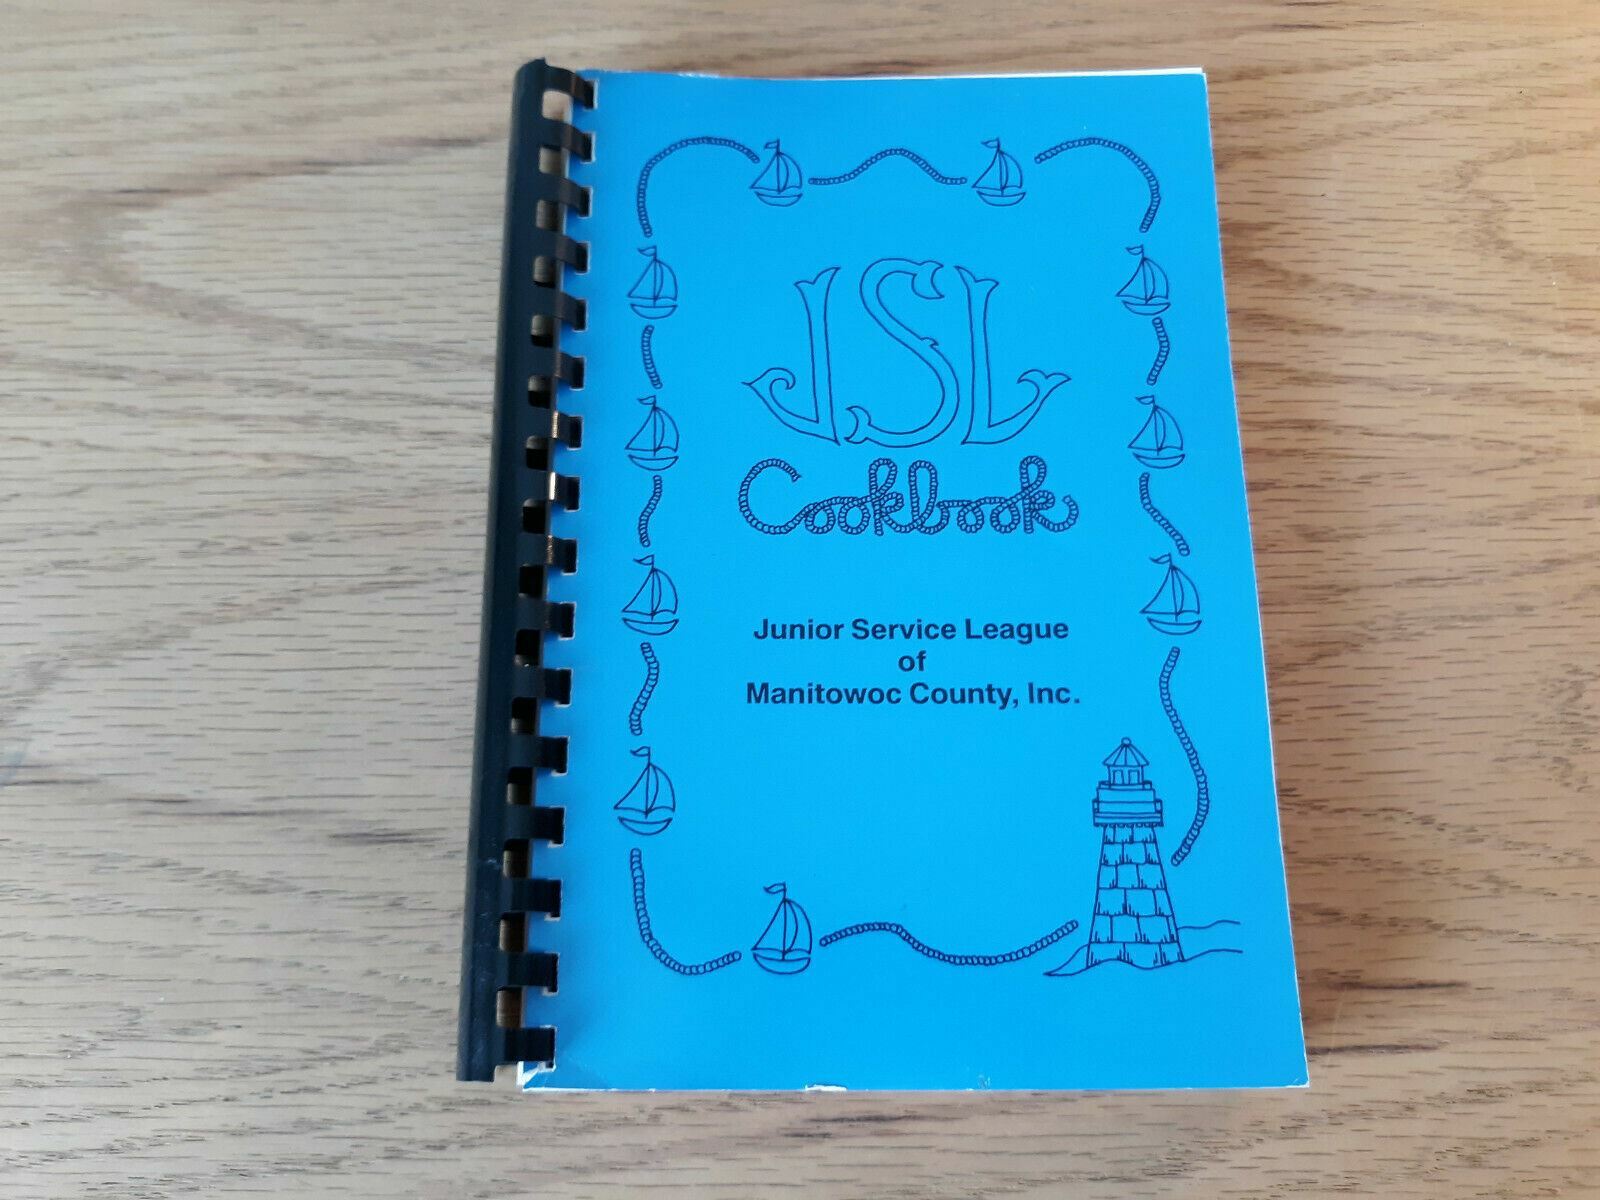 JSL
Cookbook
Junior Service League
of
Manitowoc County, Inc.